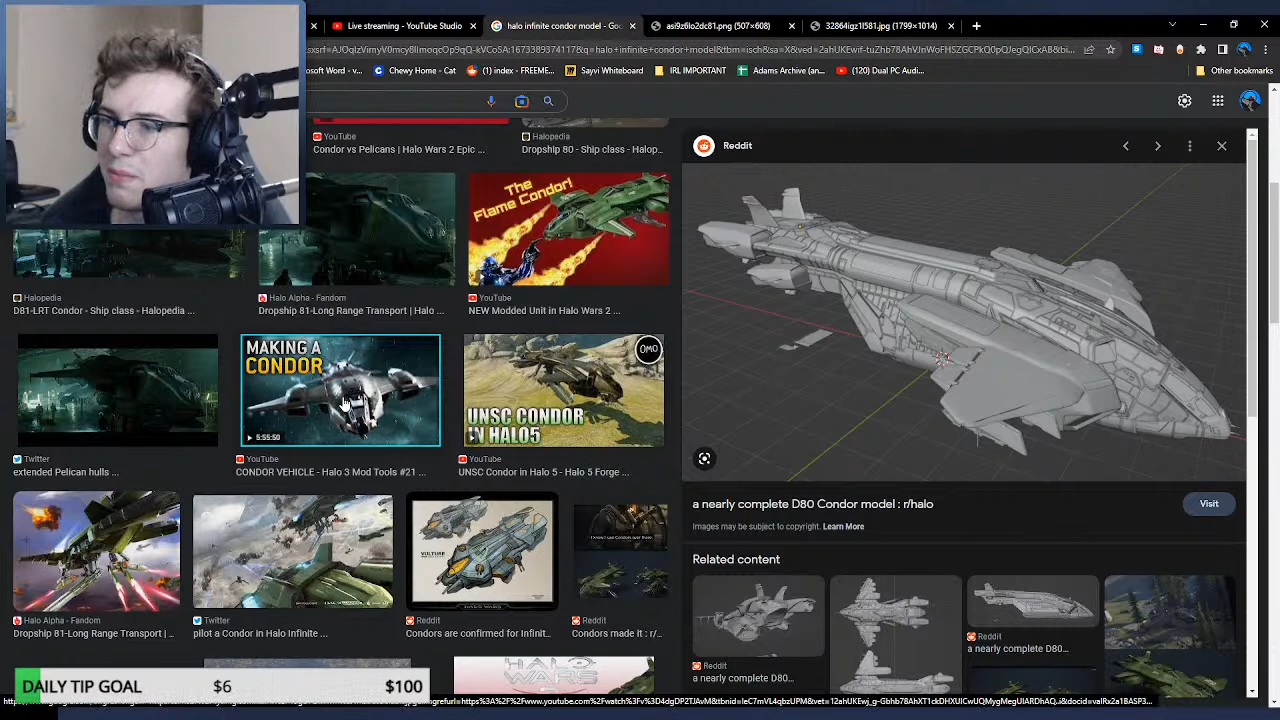 Live streaming - YouTube Studio
halo infinite condor model - Goo
asi9z6lo2dc81.png (507×608)
32864igz1l581.jpg (1799×1014)
osoft Word - v...
Chewy Home - Cat
(1) index - FREEME...
Sayvi Whiteboard
IRL IMPORTANT
Adams Archive (an...
(120) Dual PC Audi...
Other bookmarks
YouTube
Condor vs Pelicans | Halo Wars 2 Epic ...
Halopedia
Dropship 80 - Ship class - Halop...
Reddit
The
Flame Condor!
Halopedia
D81-LRT Condor - Ship class - Halopedia ...
Halo Alpha - Fandom
Dropship 81-Long Range Transport | Halo ...
YouTube
NEW Modded Unit in Halo Wars 2 ...
MAKING A
CONDOR
5:55:50
OMO
UNSC CONDOR
IN HALO5
Twitter
extended Pelican hulls ...
YouTube
CONDOR VEHICLE - Halo 3 Mod Tools #21 ...
YouTube
UNSC Condor in Halo 5 - Halo 5 Forge ...
a nearly complete D80 Condor model : r/halo
Visit
Images may be subject to copyright. Learn More
Related content
VULTURE
HALO WARS
Halo Alpha - Fandom
Dropship 81-Long Range Transport | ...
Twitter
pilot a Condor in Halo Infinite ...
Reddit
Condors are confirmed for Infinit...
Reddit
Condors made it : r/...
Reddit
a nearly complete D80...
Reddit
a nearly complete D80...
HALO
WARS
DAILY TIP GOAL
$6
$100